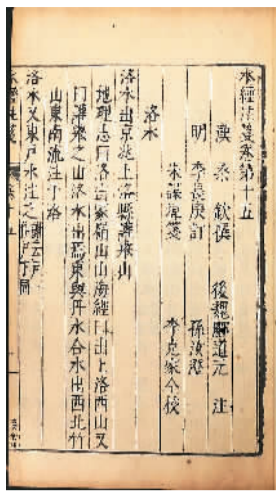 水經注箋卷第十五
漢 桑欽撰 後魏酈道元 注
明 李長庚訂 孫汝澄
朱謀㙔箋 李克家仝校
洛水
洛水出京兆上洛縣讙舉山
地理志曰洛出冢嶺山山海經曰出上洛西山又
曰讙舉之山洛水出焉東與丹水合水出西北竹
山東南流注于洛
洛水又東尸水注之